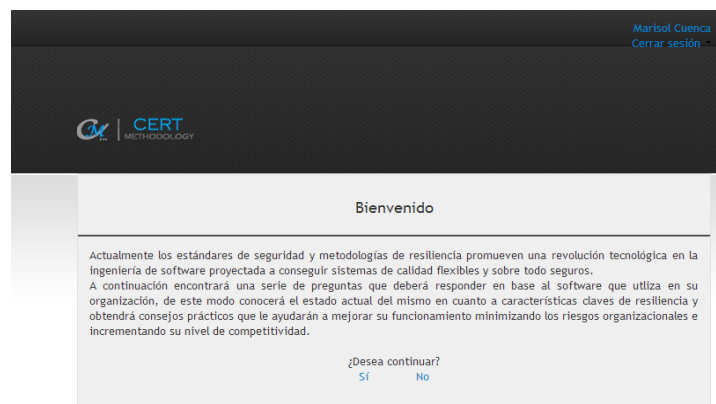 Marisol Cuenca
Cerrar sesión
CM
CERT
METHODOLOGY
Bienvenido
Actualmente los estándares de seguridad y metodologías de resiliencia promueven una revolución tecnológica en la
ingeniería de software proyectada a conseguir sistemas de calidad flexibles y sobre todo seguros.
A continuación encontrará una serie de preguntas que deberá responder en base al software que utliza en su
organización, de este modo conocerá el estado actual del mismo en cuanto a características claves de resiliencia y
obtendrá consejos prácticos que le ayudarán a mejorar su funcionamiento minimizando los riesgos organizacionales e
incrementando su nivel de competitividad.
¿Desea continuar?
Sí No